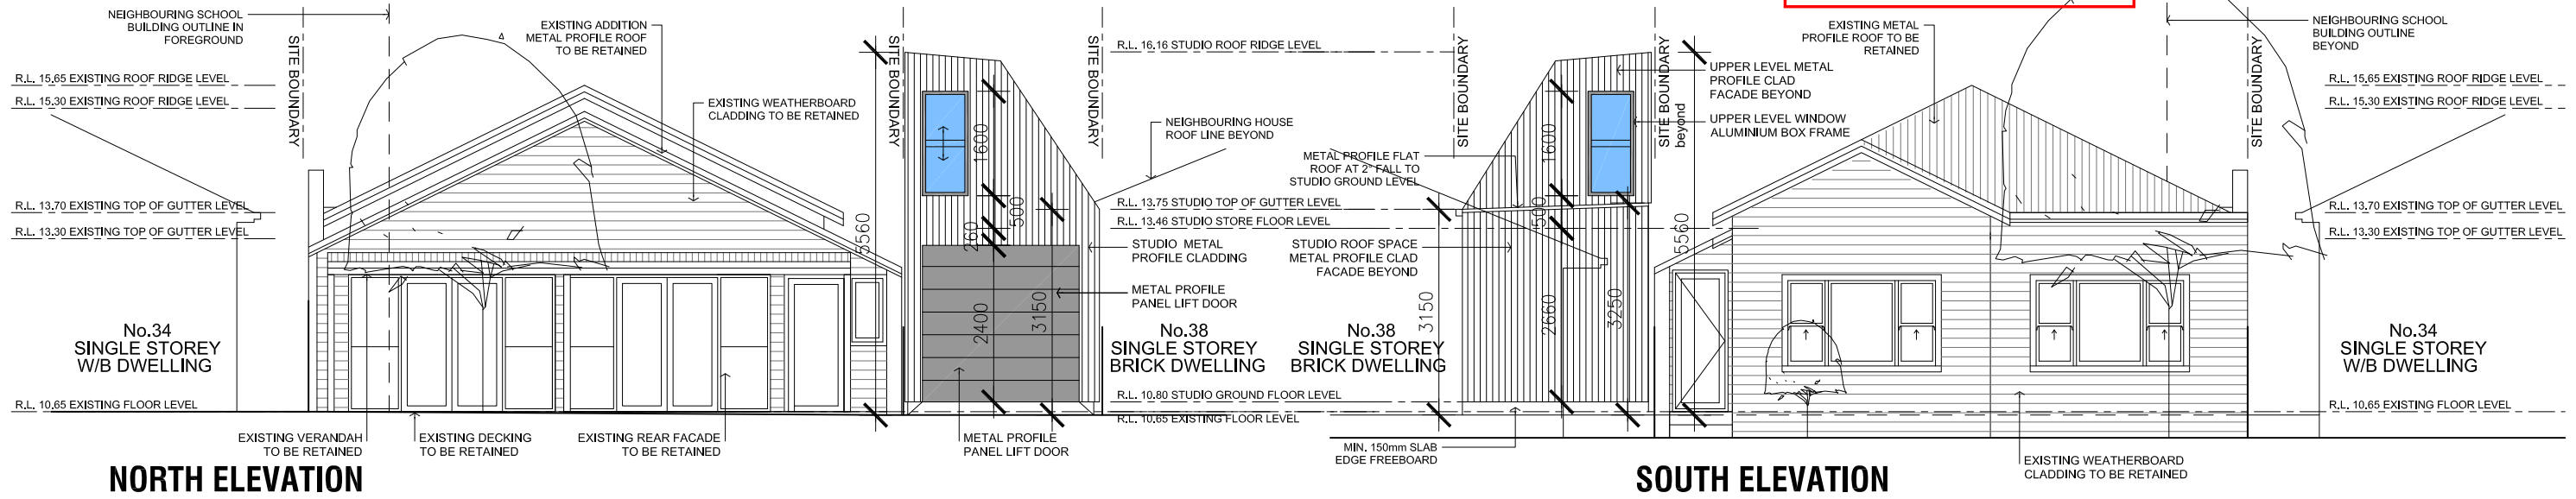 NEIGHBOURING SCHOOL
BUILDING OUTLINE IN
FOREGROUND
SITE BOUNDARY
EXISTING ADDITION
METAL PROFILE ROOF
TO BE RETAINED
R.L. 15.65 EXISTING ROOF RIDGE LEVEL
R.L. 15.30 EXISTING ROOF RIDGE LEVEL
EXISTING WEATHERBOARD
CLADDING TO BE RETAINED
R.L. 13.70 EXISTING TOP OF GUTTER LEVEL
R.L. 13.30 EXISTING TOP OF GUTTER LEVEL
No.34
SINGLE STOREY
W/B DWELLING
R.L. 10.65 EXISTING FLOOR LEVEL
EXISTING VERANDAH
TO BE RETAINED
EXISTING DECKING
TO BE RETAINED
EXISTING REAR FACADE
TO BE RETAINED
NORTH ELEVATION
SITE BOUNDARY
5560
1600
500
260
2400
3150
SITE BOUNDARY
METAL PROFILE
PANEL LIFT DOOR
R.L. 16.16 STUDIO ROOF RIDGE LEVEL
NEIGHBOURING HOUSE
ROOF LINE BEYOND
R.L. 13.75 STUDIO TOP OF GUTTER LEVEL
R.L. 13.46 STUDIO STORE FLOOR LEVEL
STUDIO METAL
PROFILE CLADDING
METAL PROFILE
PANEL LIFT DOOR
No.38
SINGLE STOREY
BRICK DWELLING
R.L. 10.80 STUDIO GROUND FLOOR LEVEL
R.L. 10.65 EXISTING FLOOR LEVEL
METAL PROFILE FLAT
ROOF AT 2° FALL TO
STUDIO GROUND LEVEL
STUDIO ROOF SPACE
METAL PROFILE CLAD
FACADE BEYOND
No.38
SINGLE STOREY
BRICK DWELLING
MIN. 150mm SLAB
EDGE FREEBOARD
SITE BOUNDARY
3150
1600
500
2660
3250
SITE BOUNDARY
beyond
5560
UPPER LEVEL METAL
PROFILE CLAD
FACADE BEYOND
UPPER LEVEL WINDOW
ALUMINIUM BOX FRAME
EXISTING METAL
PROFILE ROOF TO BE
RETAINED
SITE BOUNDARY
NEIGHBOURING SCHOOL
BUILDING OUTLINE
BEYOND
R.L. 15.65 EXISTING ROOF RIDGE LEVEL
R.L. 15.30 EXISTING ROOF RIDGE LEVEL
R.L. 13.70 EXISTING TOP OF GUTTER LEVEL
R.L. 13.30 EXISTING TOP OF GUTTER LEVEL
No.34
SINGLE STOREY
W/B DWELLING
R.L. 10.65 EXISTING FLOOR LEVEL
EXISTING WEATHERBOARD
CLADDING TO BE RETAINED
SOUTH ELEVATION